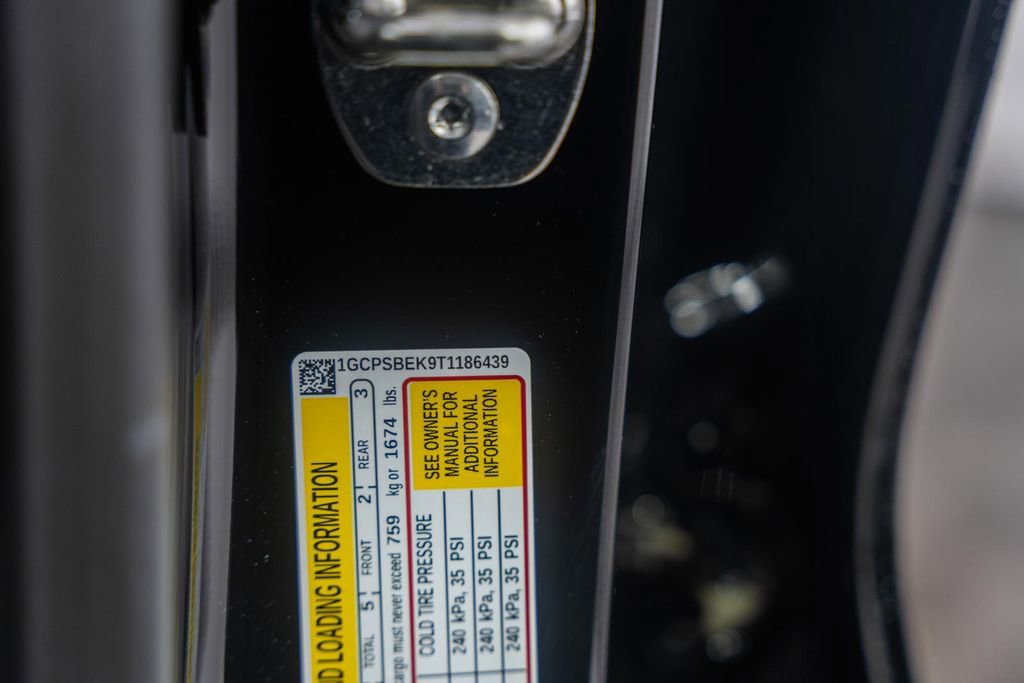 1GCPSBEK9T1186439
LOADING INFORMATION
TOTAL 5 FRONT 2 REAR 3
must never exceed 759 kg or 1674 lbs.
COLD TIRE PRESSURE
SEE OWNER'S
MANUAL FOR
ADDITIONAL
INFORMATION
240 kPa, 35 PSI
240 kPa, 35 PSI
240 kPa, 35 PSI